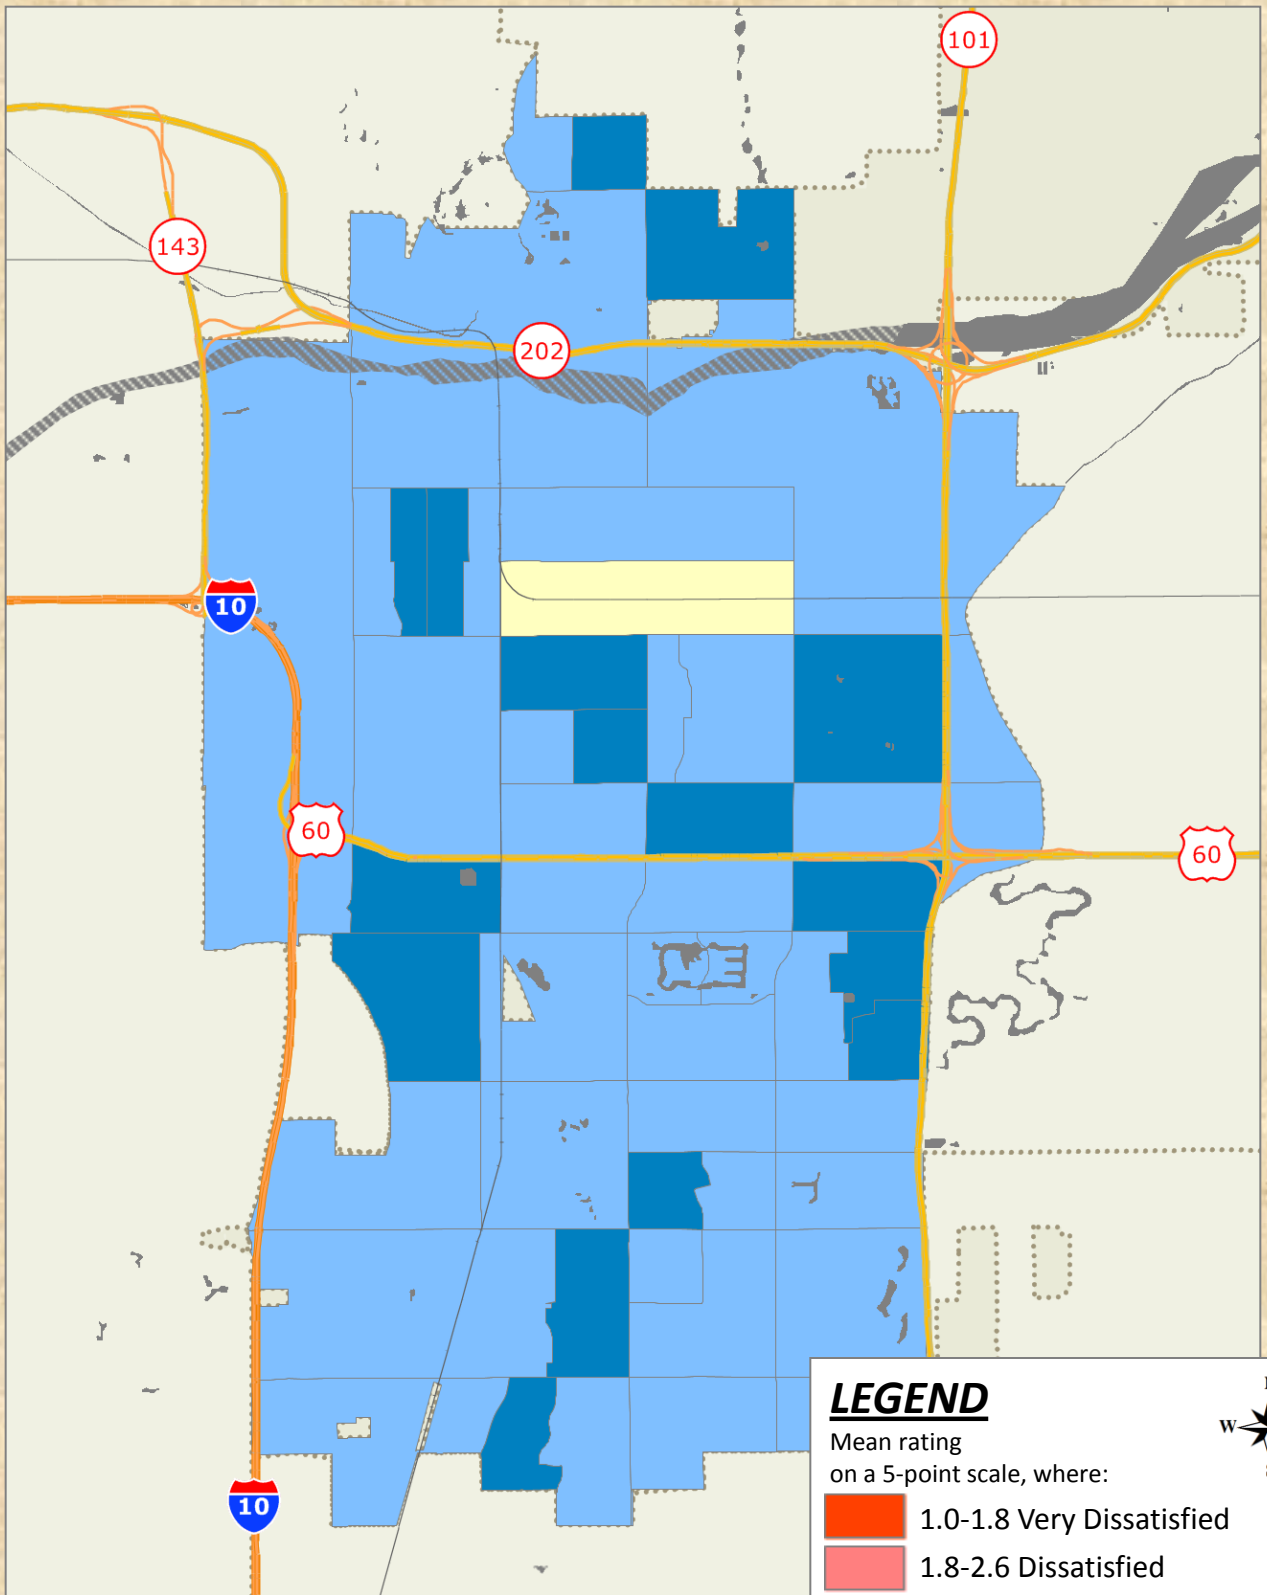 101
143
202
10
60
60
LEGEND
Mean rating
on a 5-point scale, where:
W
10
1.0-1.8 Very Dissatisfied
1.8-2.6 Dissatisfied